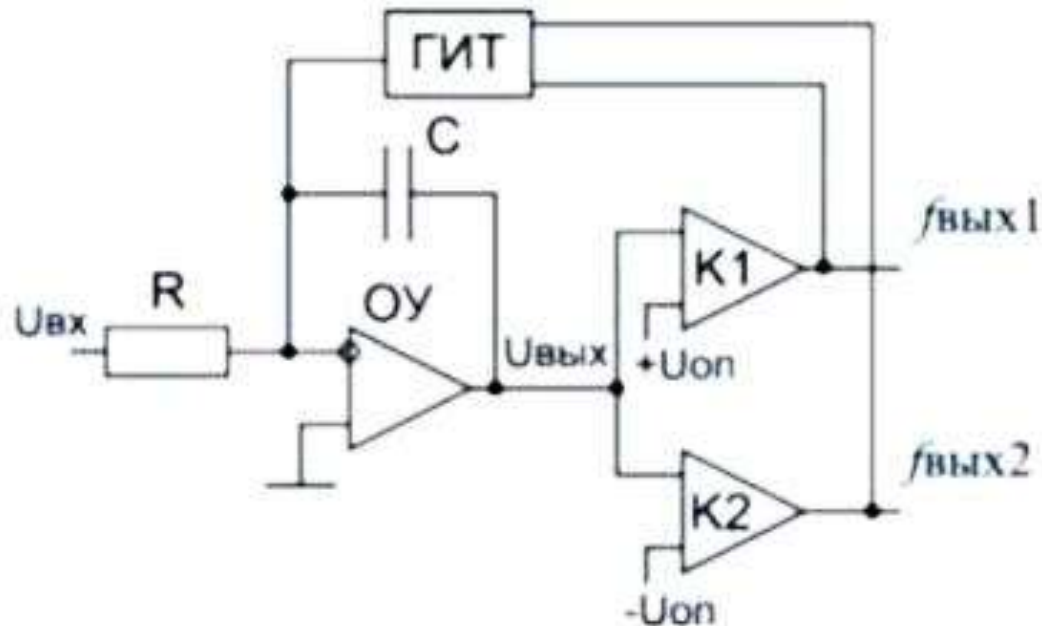 ГИТ
C
fвых1
K1
R
ОУ
Uвх
Uвых
+Uоп
fвых2
K2
-Uоп